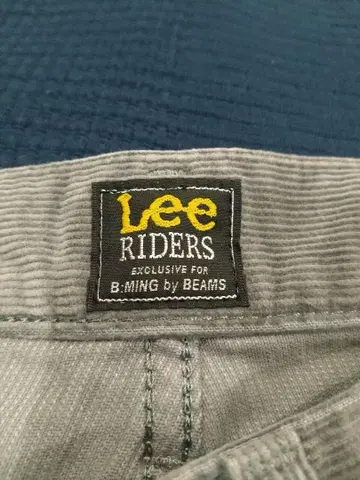 Lee
RIDERS
EXCLUSIVE FOR
B:MING by BEAMS